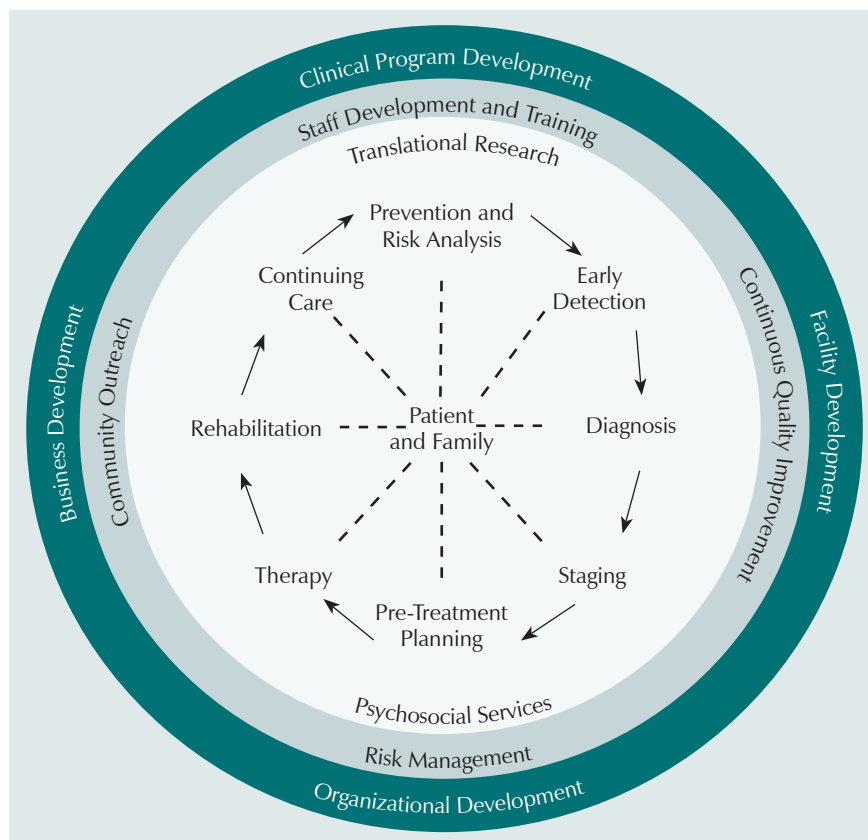 Clinical Program Development
Staff Development and Training
Translational Research
Prevention and
Risk Analysis
Continuing
Care
Early
Detection
Business Development
Community Outreach
Rehabilitation
Patient
and Family
Diagnosis
Continuous Quality Improvement
Facility Development
Therapy
Staging
Pre-Treatment
Planning
Psychosocial Services
Risk Management
Organizational Development